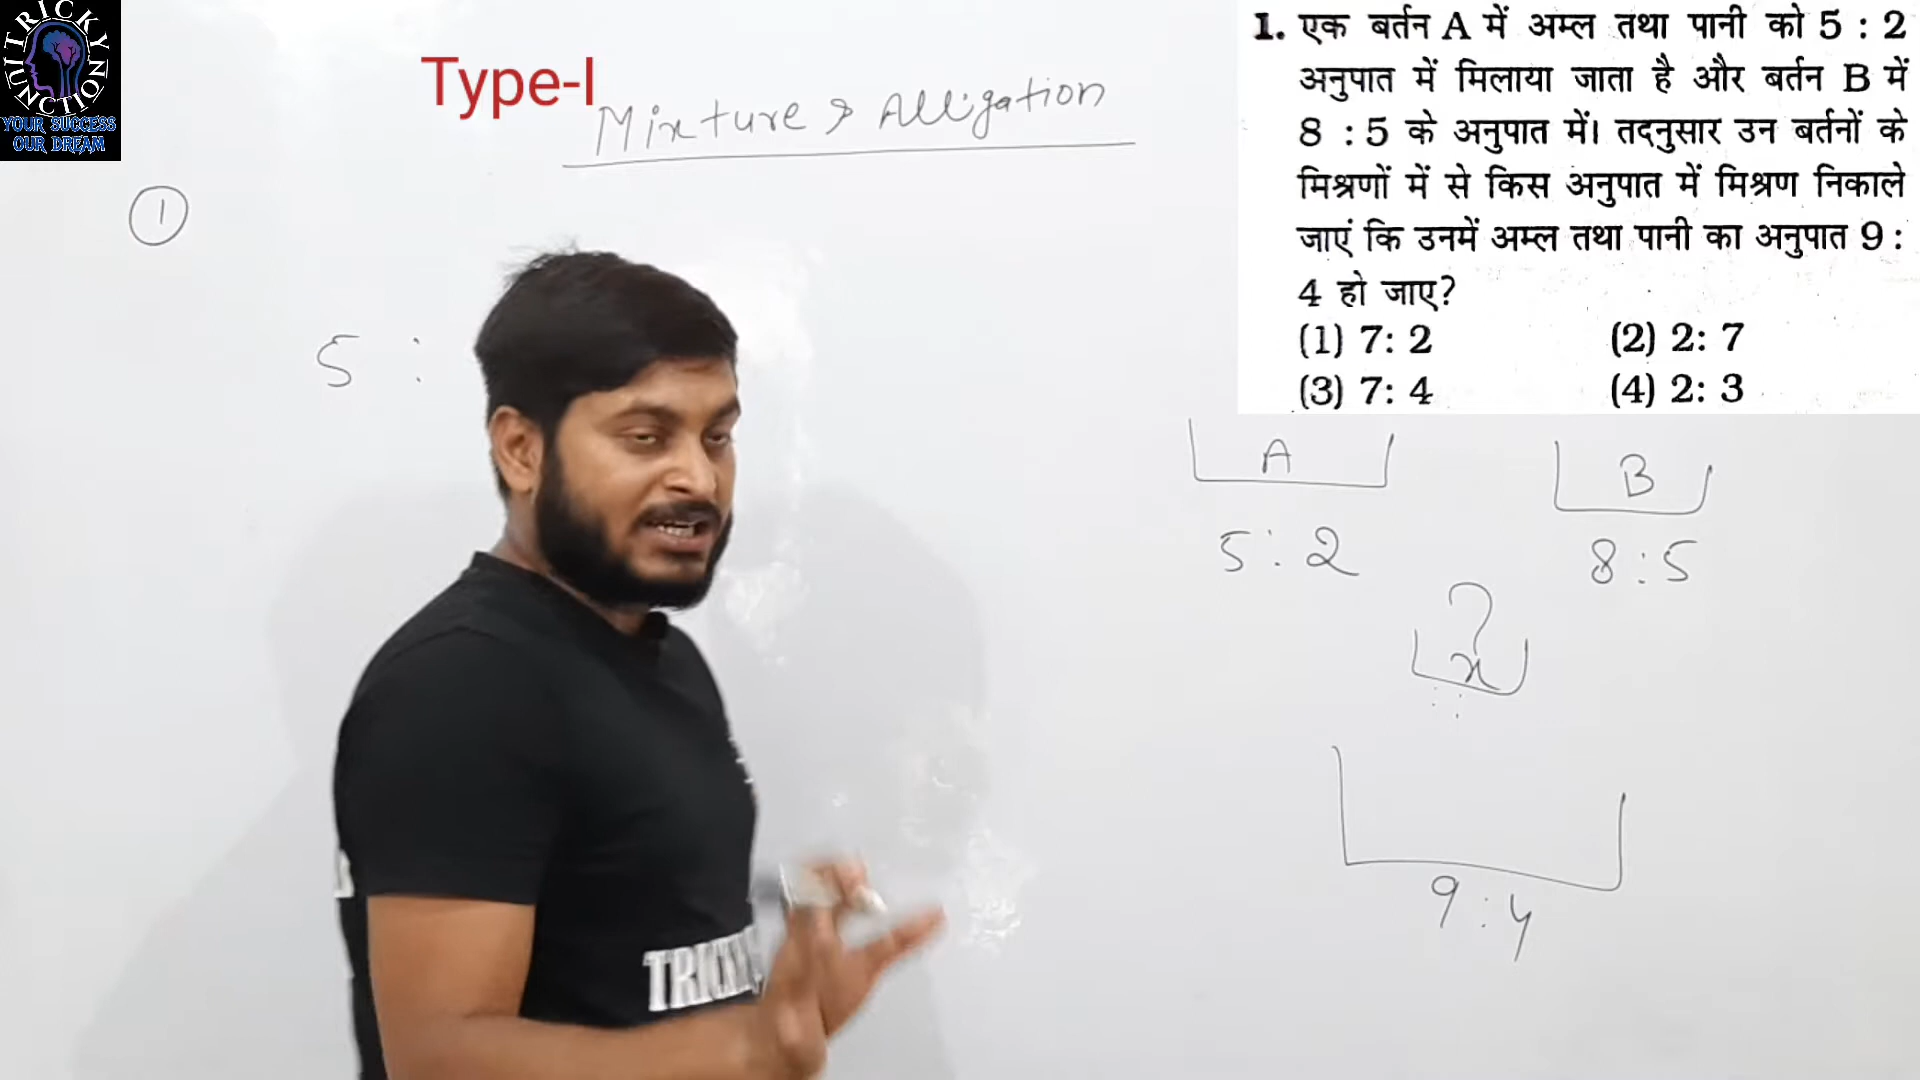 TRICKY NUTI JUNCTION
YOUR SUCCESS
OUR DREAM
Type-I
Mixture & Alligation
1
5 :
1. एक बर्तन A में अम्ल तथा पानी को 5 : 2
अनुपात में मिलाया जाता है और बर्तन B में
8 : 5 के अनुपात में। तदनुसार उन बर्तनों के
मिश्रणों में से किस अनुपात में मिश्रण निकाले
जाएं कि उनमें अम्ल तथा पानी का अनुपात 9 :
4 हो जाए?
(1) 7: 2 (2) 2: 7
(3) 7: 4 (4) 2: 3
A B
5 : 2 8 : 5
?
x
9 : 4